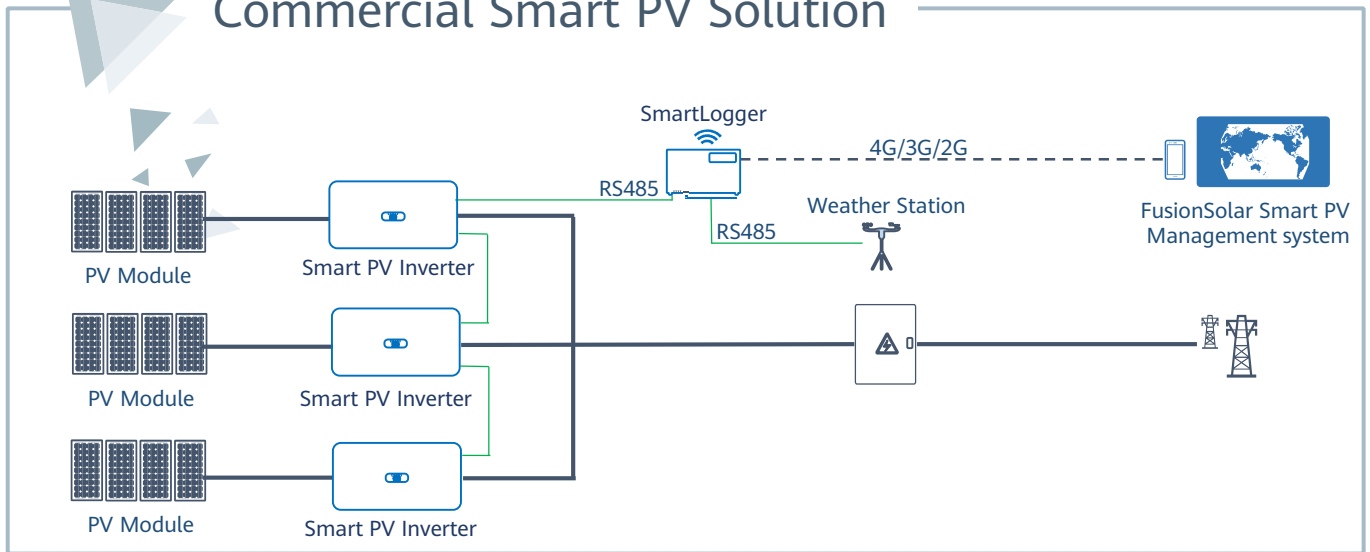 Commercial Smart PV Solution
SmartLogger
4G/3G/2G
RS485
Weather Station
RS485
FusionSolar Smart PV
Management system
PV Module
Smart PV Inverter
PV Module
Smart PV Inverter
PV Module
Smart PV Inverter